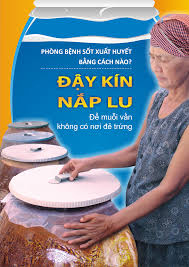 PHÒNG BỆNH SỐT XUẤT HUYẾT
BẰNG CÁCH NÀO?
ĐẬY KÍN
NẮP LU
Để muỗi vằn
không có nơi đẻ trứng